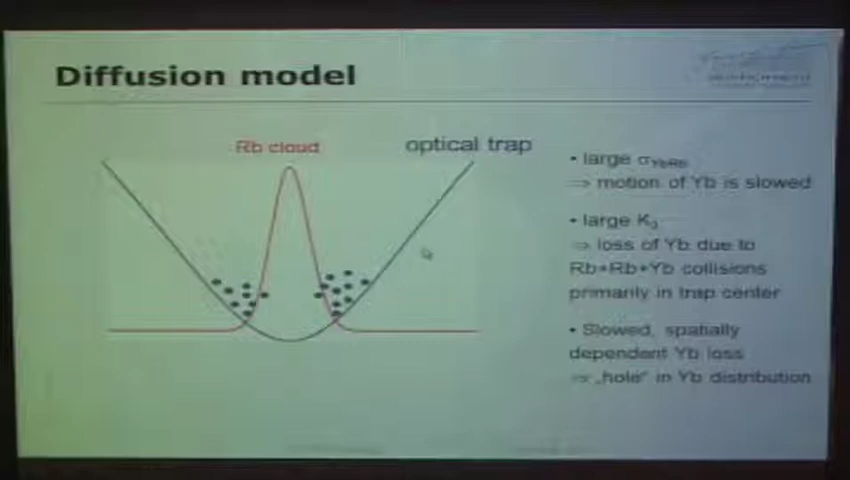 Diffusion model
Rb cloud
optical trap
• large σYbRb
⇒ motion of Yb is slowed
• large K3
⇒ loss of Yb due to
Rb+Rb+Yb collisions
primarily in trap center
• Slowed, spatially
dependent Yb loss
⇒ „hole" in Yb distribution